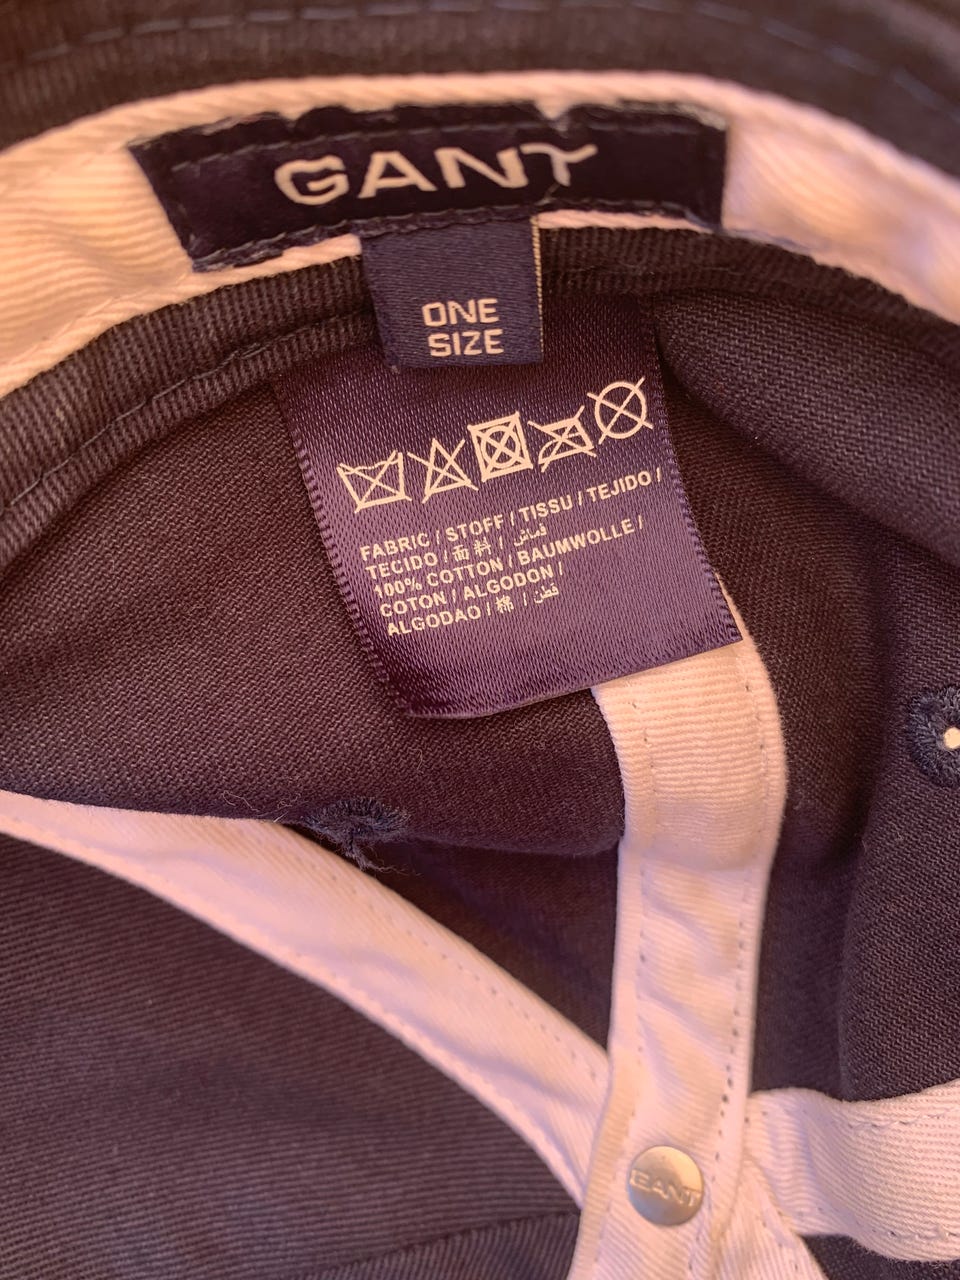 GANT
ONE
SIZE
FABRIC / STOFF / TISSU / TEJIDO /
TECIDO / 面料 / قماش
100% COTTON / BAUMWOLLE /
COTON / ALGODON /
ALGODAO / 棉 / قطن
GANT